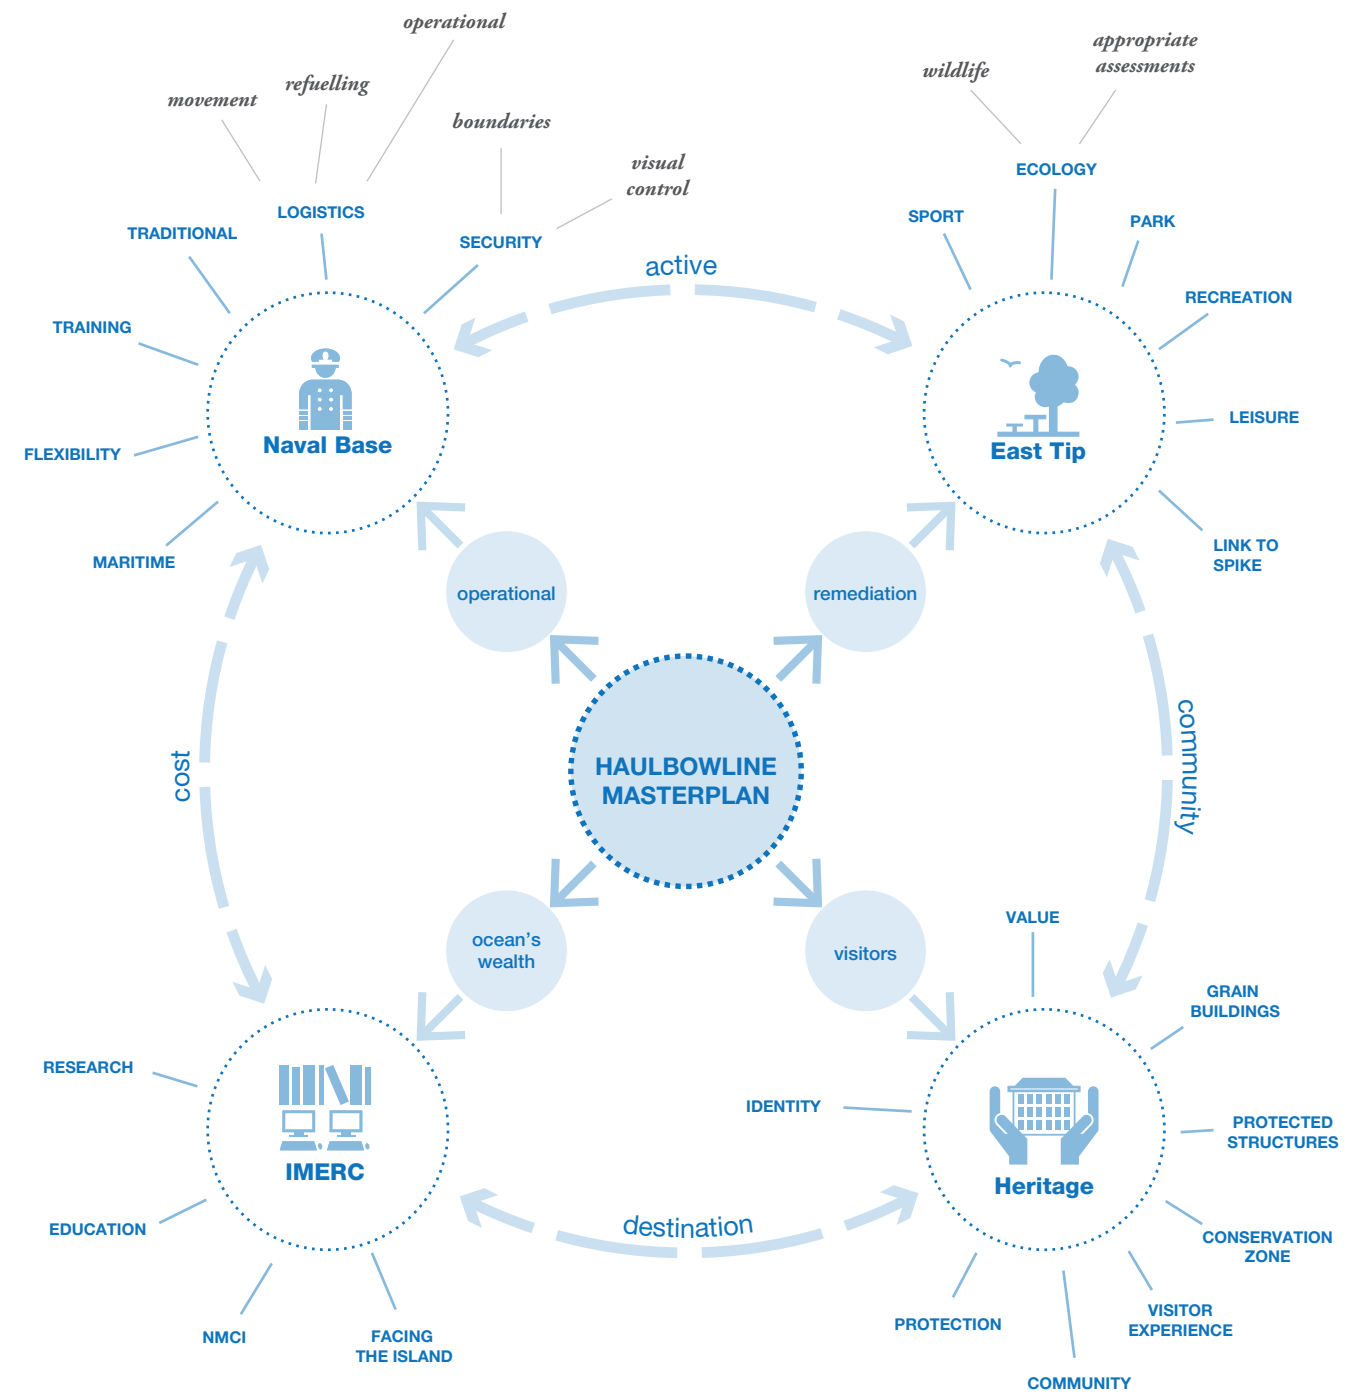 operational
appropriate
assessments
wildlife
refuelling
movement
boundaries
visual
control
ECOLOGY
LOGISTICS
SPORT
PARK
TRADITIONAL
SECURITY
active
RECREATION
TRAINING
LEISURE
Naval Base
East Tip
FLEXIBILITY
MARITIME
LINK TO
SPIKE
operational
remediation
community
cost
HAULBOWLINE
MASTERPLAN
VALUE
ocean's
wealth
visitors
GRAIN
BUILDINGS
RESEARCH
IDENTITY
PROTECTED
STRUCTURES
IMERC
Heritage
EDUCATION
destination
CONSERVATION
ZONE
VISITOR
EXPERIENCE
PROTECTION
NMCI
FACING
THE ISLAND
COMMUNITY